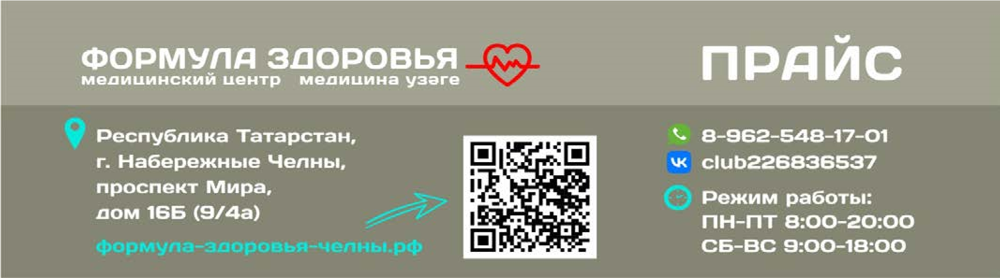 ФОРМУЛА ЗДОРОВЬЯ
медицинский центр медицина узәге
ПРАЙС
Республика Татарстан,
г. Набережные Челны,
проспект Мира,
дом 16Б (9/4а)
формула-здоровья-челны.рф
8-962-548-17-01
club226836537
Режим работы:
ПН-ПТ 8:00-20:00
СБ-ВС 9:00-18:00